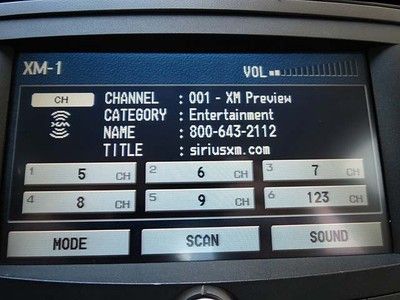 XM-1 VOL
CH CHANNEL : 001 - XM Preview
CATEGORY : Entertainment
XM NAME : 800-643-2112
TITLE : siriusxm.com
1 5 CH 2 6 CH 3 7 CH
4 8 CH 5 9 CH 6 123 CH
MODE SCAN SOUND